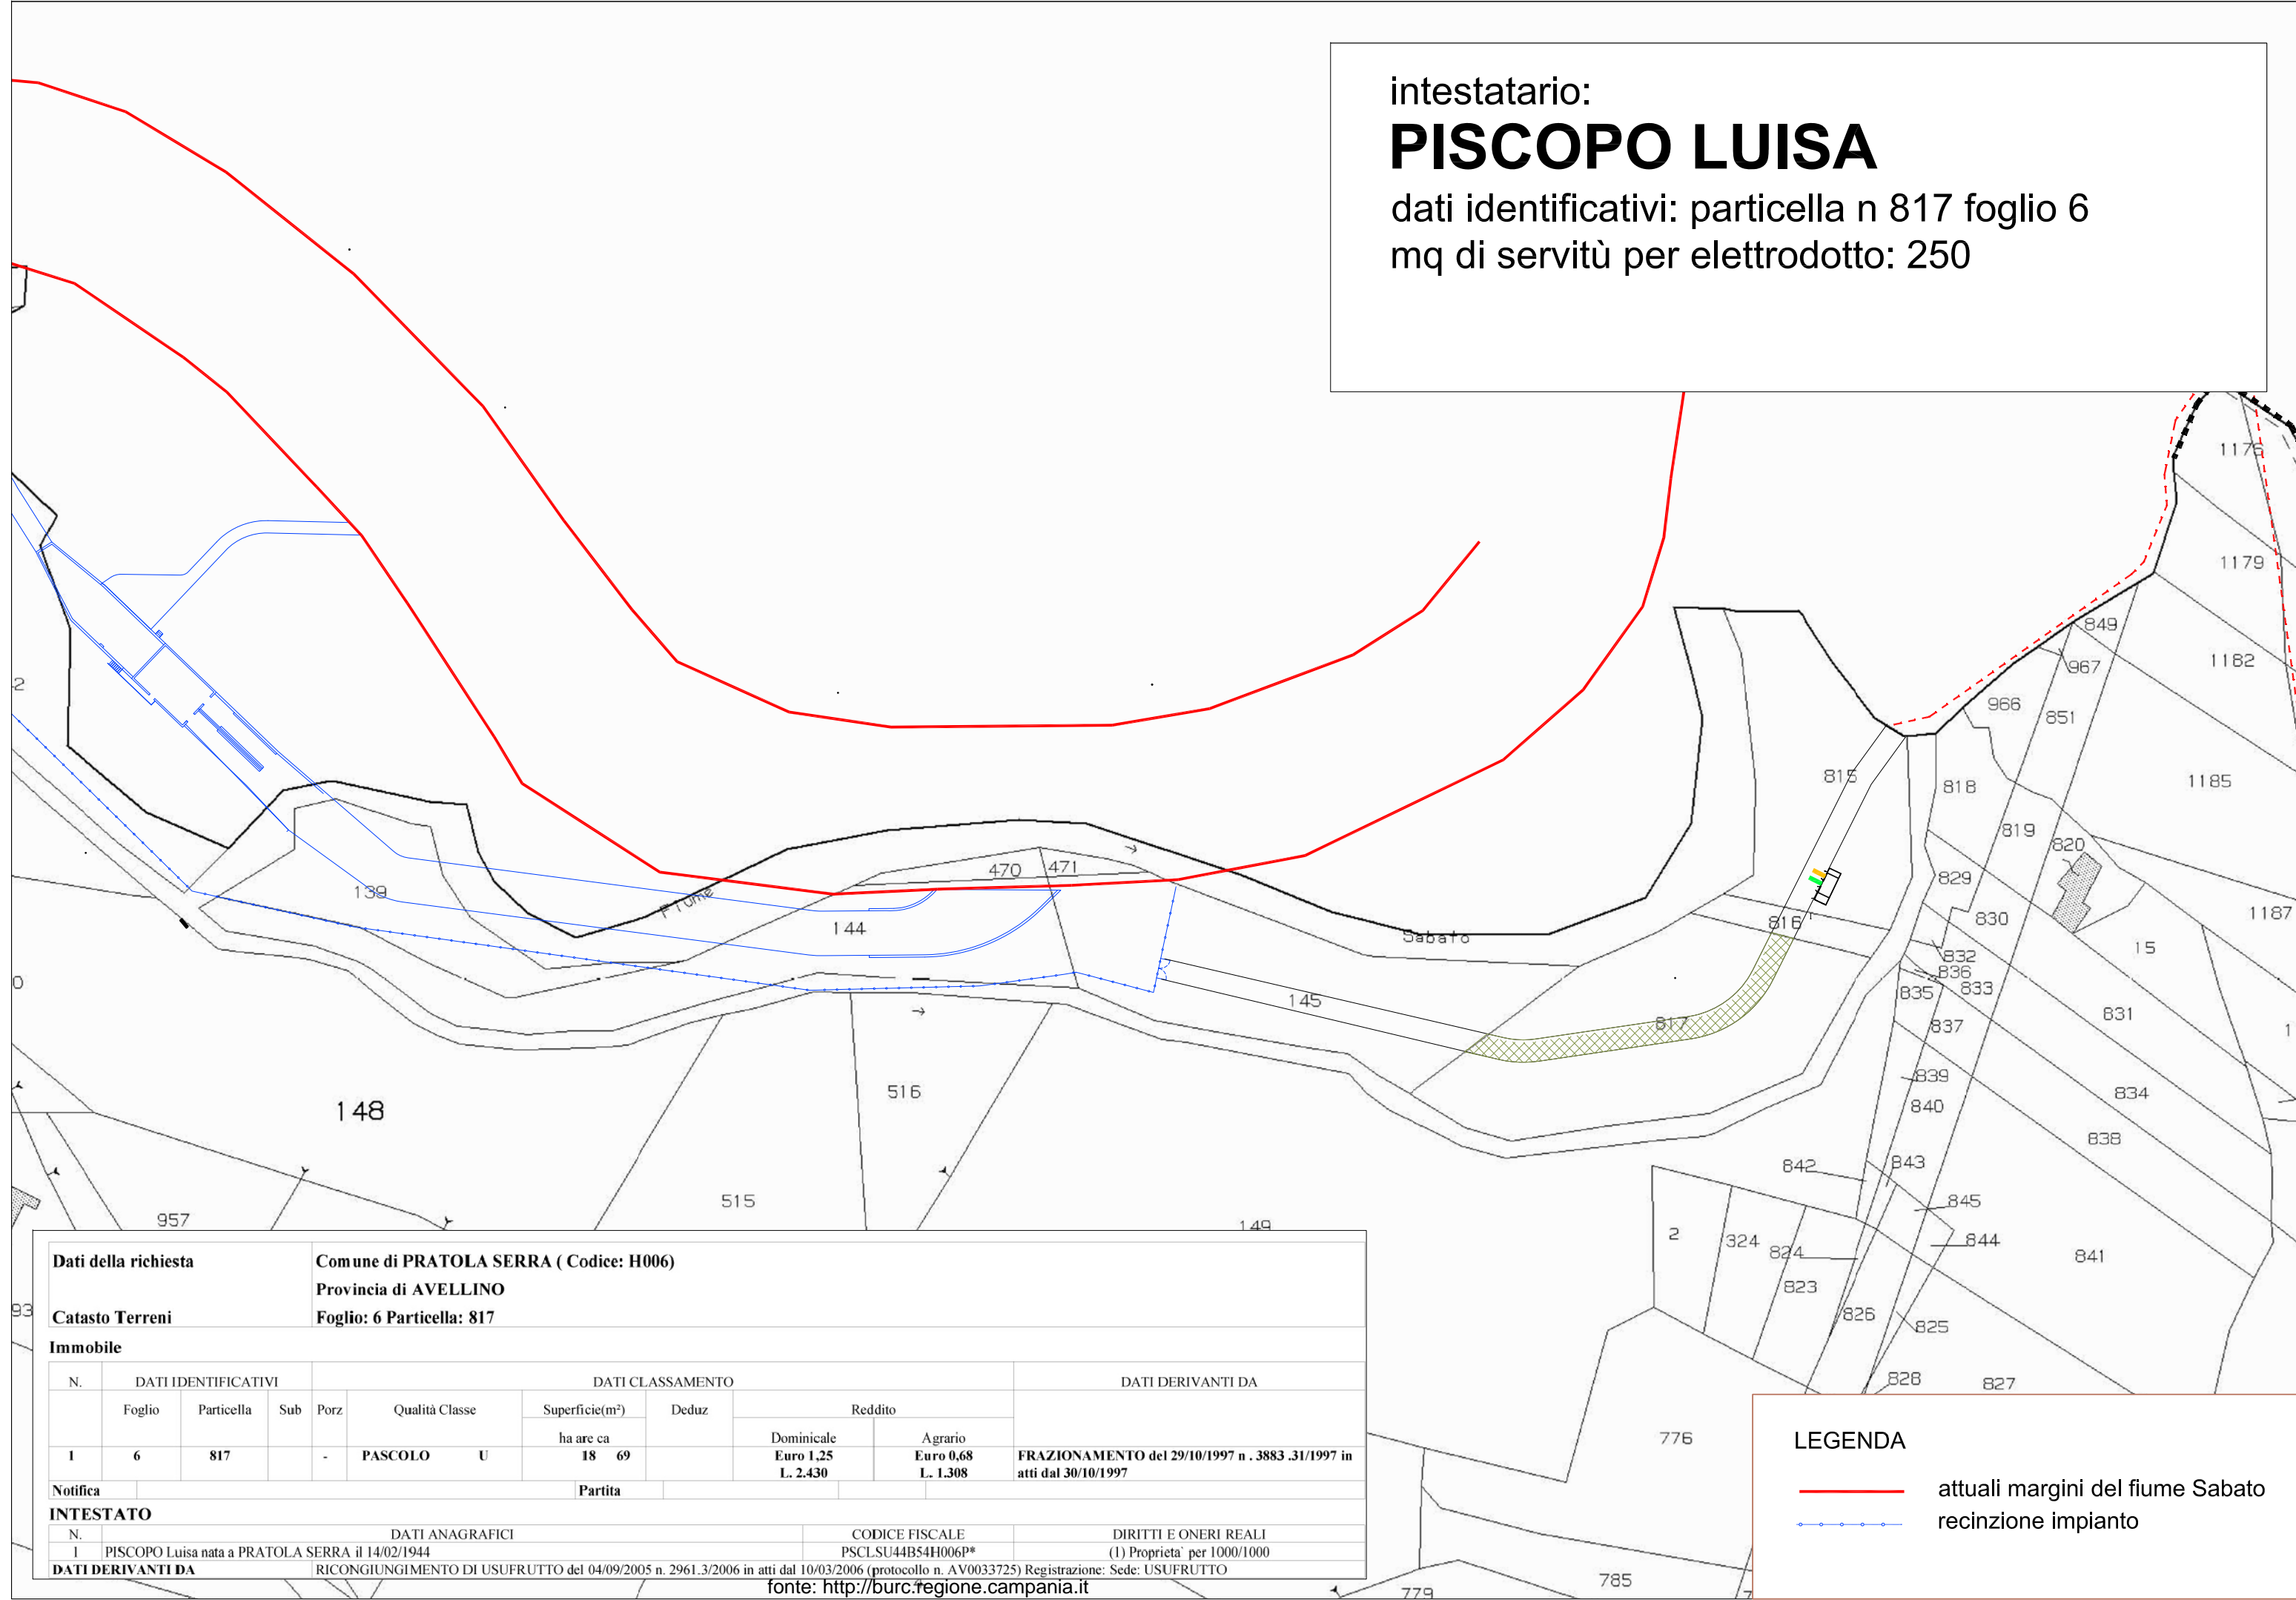 intestatario:
PISCOPO LUISA
dati identificativi: particella n 817 foglio 6
mq di servitù per elettrodotto: 250
1176
1179
849
1182
967
966
851
2
815
818
1185
819
820
470
471
829
139
Fiume
1187
144
816
830
Sabato
15
832
836
0
835
833
145
831
817
837
1
839
516
834
148
840
838
842
843
515
845
957
149
2
324
844
824
841
823
93
826
825
828
827
776
785
779
7
Dati della richiesta
Comune di PRATOLA SERRA ( Codice: H006)
Provincia di AVELLINO
Catasto Terreni
Foglio: 6 Particella: 817
Immobile
N. DATI IDENTIFICATIVI DATI CLASSAMENTO DATI DERIVANTI DA
Foglio Particella Sub Porz Qualità Classe Superficie(m²) Deduz Reddito
ha are ca Dominicale Agrario
1 6 817 - PASCOLO U 18 69 Euro 1,25 Euro 0,68 FRAZIONAMENTO del 29/10/1997 n . 3883 .31/1997 in
L. 2.430 L. 1.308 atti dal 30/10/1997
Notifica Partita
INTESTATO
N. DATI ANAGRAFICI CODICE FISCALE DIRITTI E ONERI REALI
1 PISCOPO Luisa nata a PRATOLA SERRA il 14/02/1944 PSCLSU44B54H006P* (1) Proprieta` per 1000/1000
DATI DERIVANTI DA RICONGIUNGIMENTO DI USUFRUTTO del 04/09/2005 n. 2961.3/2006 in atti dal 10/03/2006 (protocollo n. AV0033725) Registrazione: Sede: USUFRUTTO
fonte: http://burc.regione.campania.it
LEGENDA
attuali margini del fiume Sabato
recinzione impianto